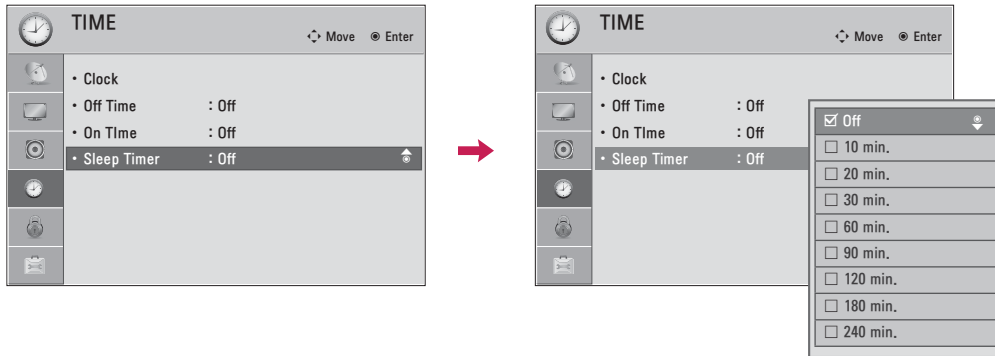 TIME
Move Enter
• Clock
• Off Time : Off
• On TIme : Off
• Sleep Timer : Off
TIME
Move Enter
• Clock
• Off Time : Off
• On TIme : Off
• Sleep Timer : Off
☑ Off
☐ 10 min.
☐ 20 min.
☐ 30 min.
☐ 60 min.
☐ 90 min.
☐ 120 min.
☐ 180 min.
☐ 240 min.